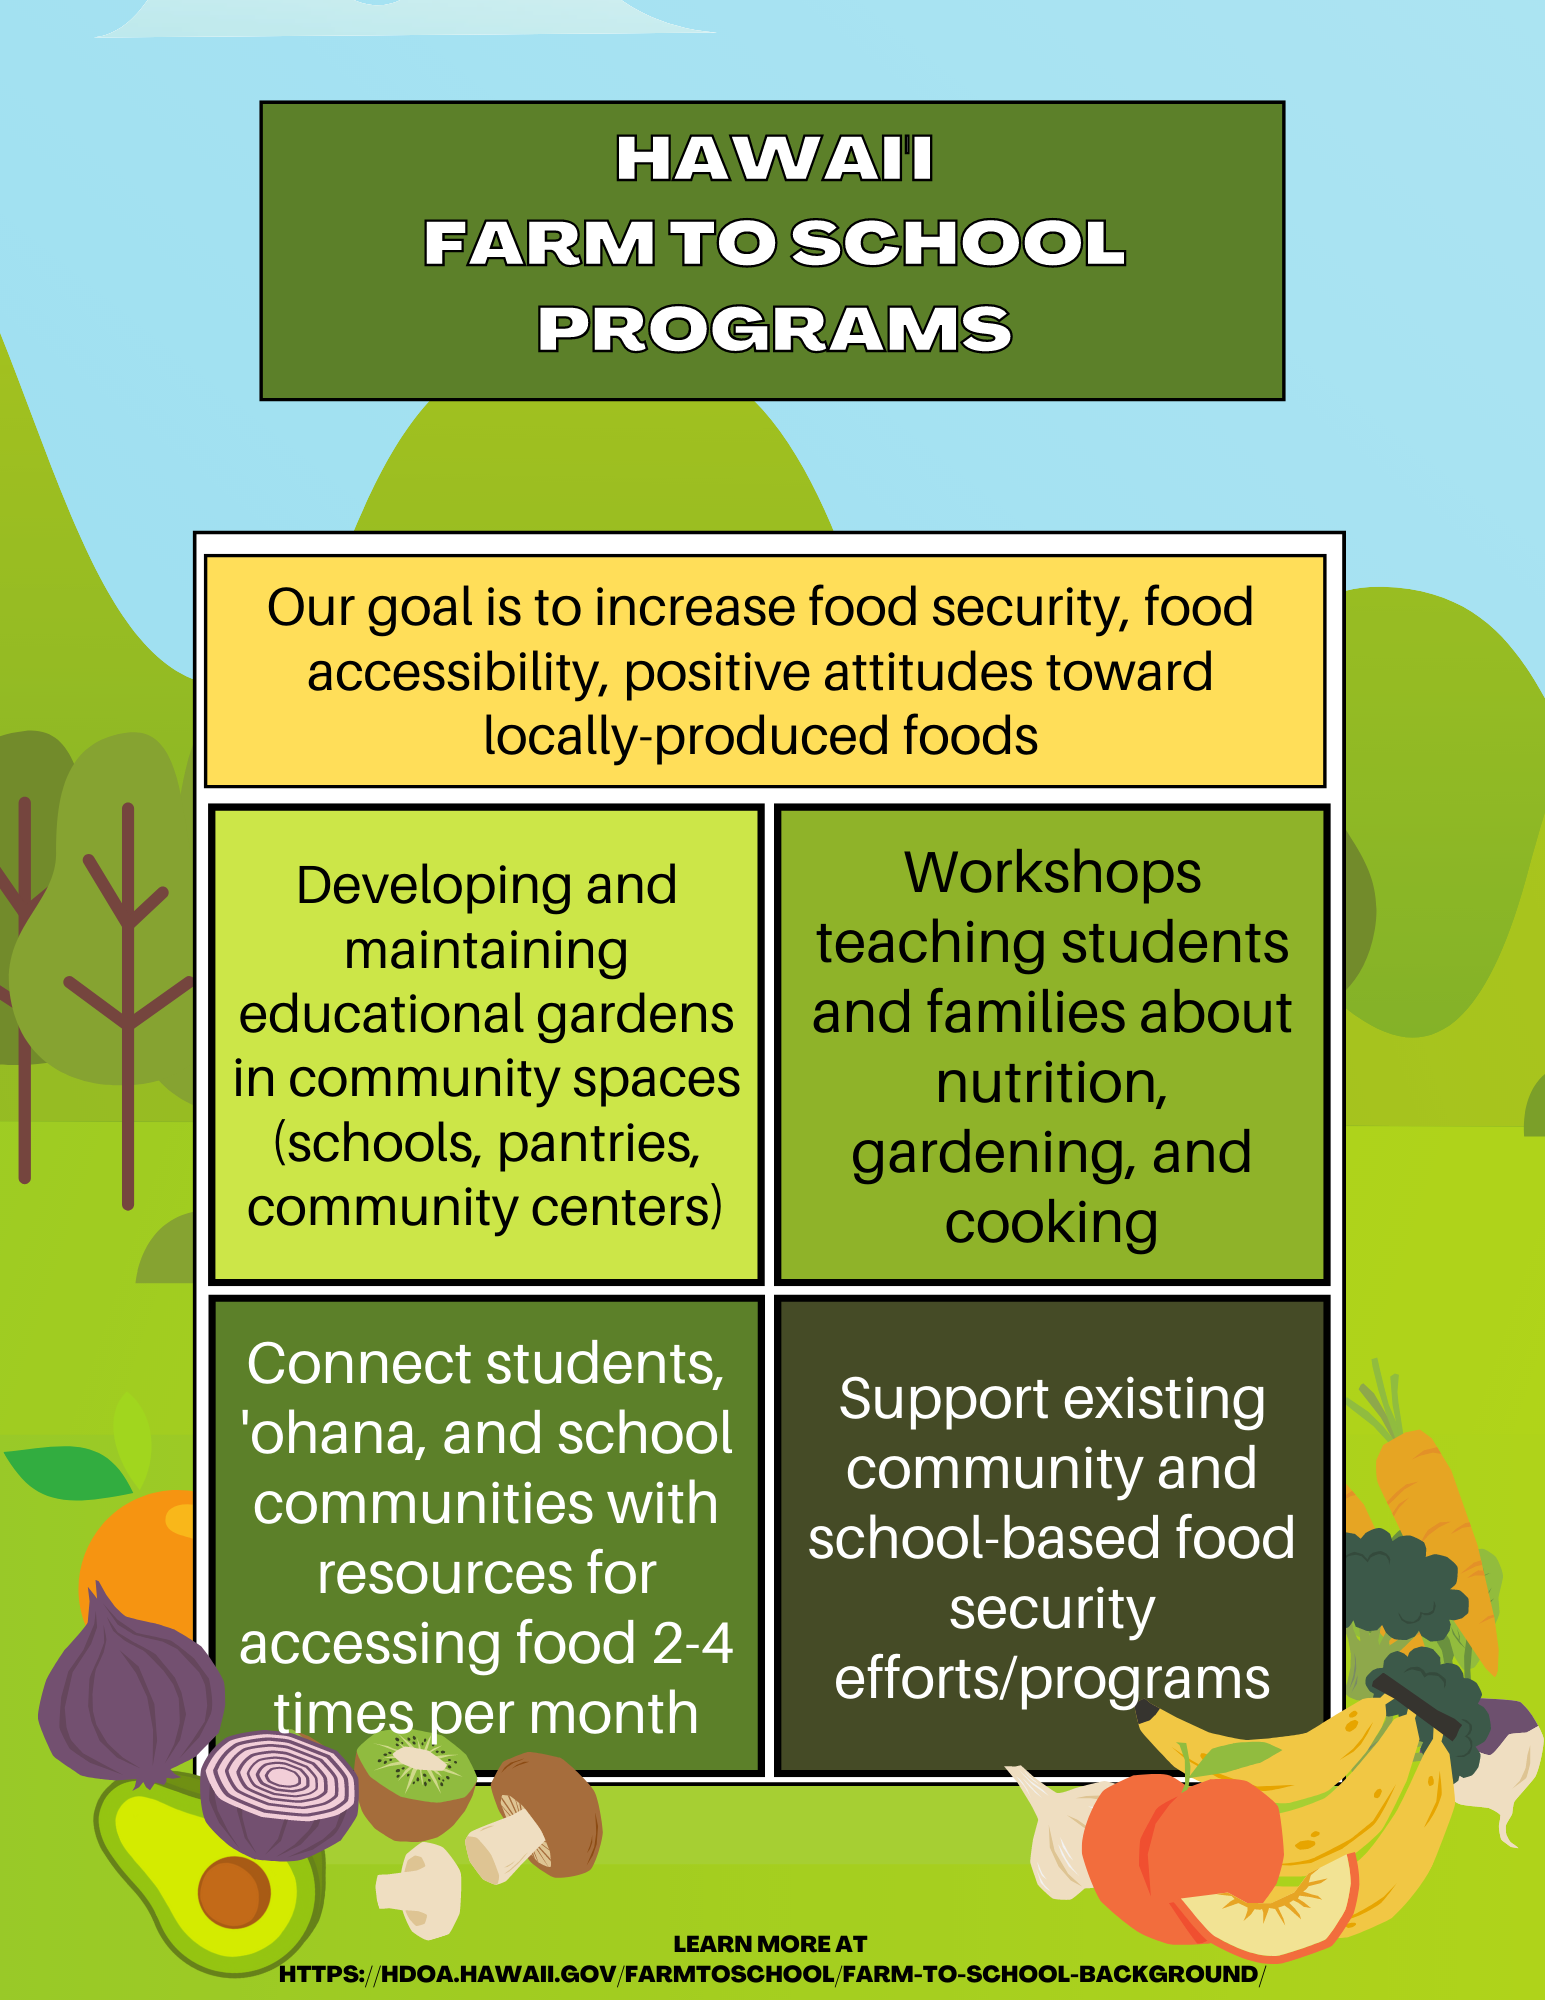 HAWAI'I
FARM TO SCHOOL
PROGRAMS
Our goal is to increase food security, food
accessibility, positive attitudes toward
locally-produced foods
Developing and
maintaining
educational gardens
in community spaces
(schools, pantries,
community centers)
Workshops
teaching students
and families about
nutrition,
gardening, and
cooking
Connect students,
'ohana, and school
communities with
resources for
accessing food 2-4
times per month
Support existing
community and
school-based food
security
efforts/programs
LEARN MORE AT
HTTPS://HDOA.HAWAII.GOV/FARMTOSCHOOL/FARM-TO-SCHOOL-BACKGROUND/